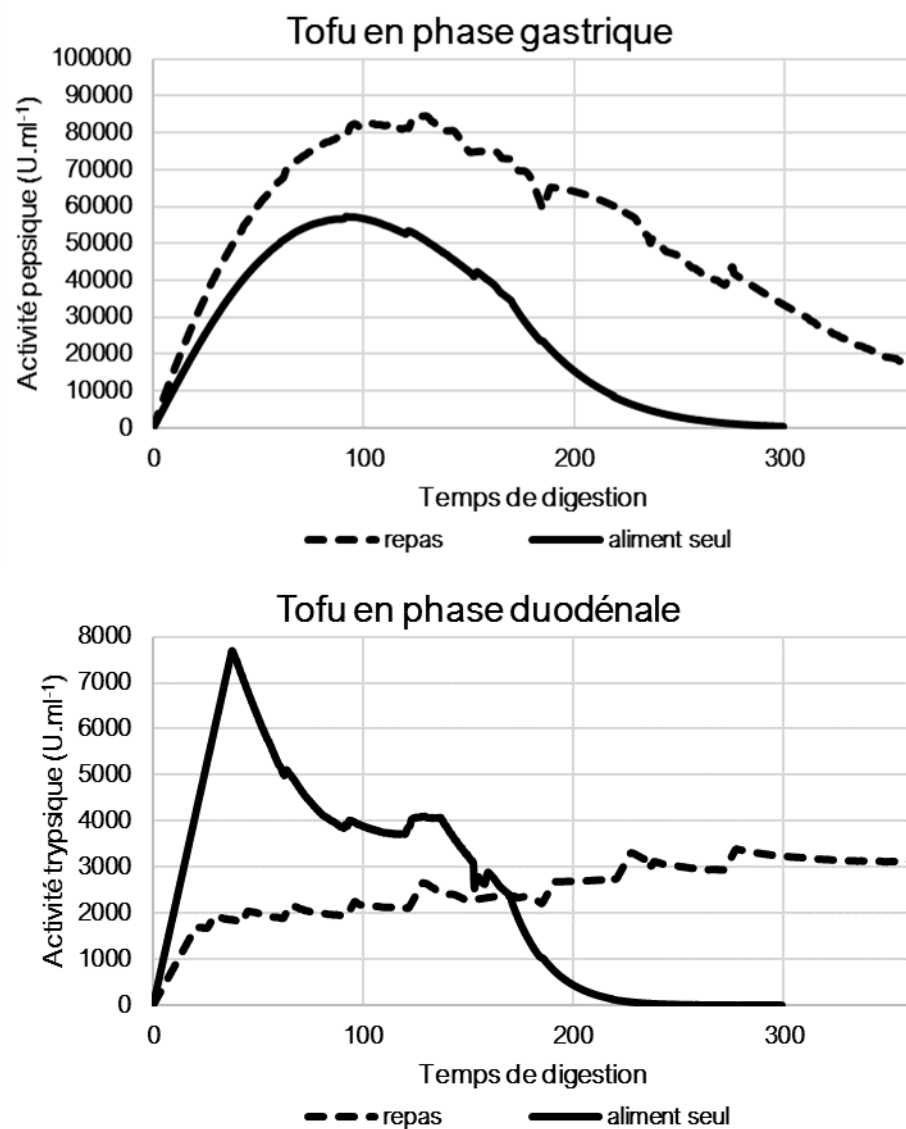 Tofu en phase gastrique
Activité pepsique (U.ml-1)
100000
90000
80000
70000
60000
50000
40000
30000
20000
10000
0
0 100 200 300
Temps de digestion
repas aliment seul
Tofu en phase duodénale
Activité trypsique (U.ml-1)
8000
7000
6000
5000
4000
3000
2000
1000
0
0 100 200 300
Temps de digestion
repas aliment seul